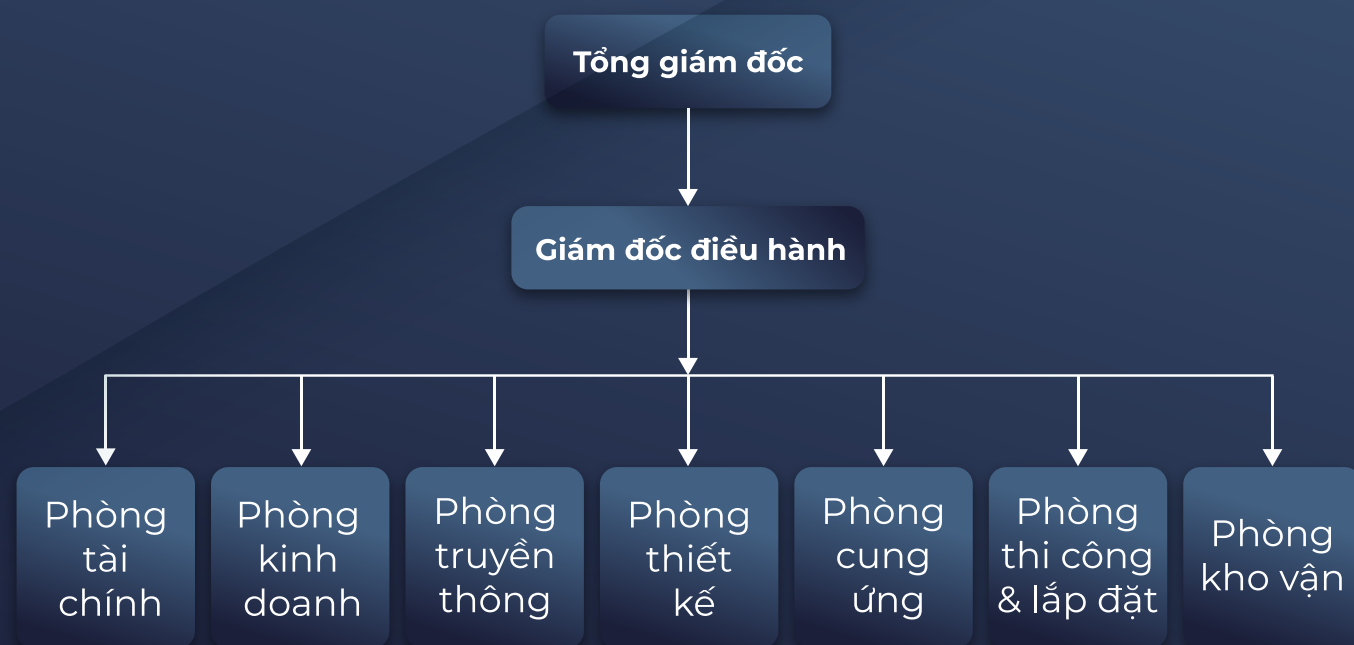 Tổng giám đốc
Giám đốc điều hành
Phòng
tài
chính
Phòng
kinh
doanh
Phòng
truyền
thông
Phòng
thiết
kế
Phòng
cung
ứng
Phòng
thi công
& lắp đặt
Phòng
kho vận